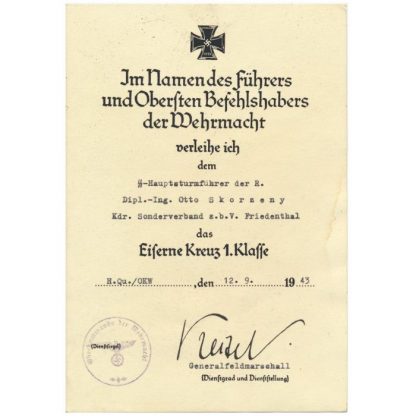 Im Namen des Führers
und Obersten Befehlshabers
der Wehrmacht
verleihe ich
dem
ᛋᛋ-Hauptsturmführer der R.
Dipl.-Ing. Otto Skorzeny
Kdr. Sonderverband z.b.V. Friedenthal
das
Eiserne Kreuz 1. Klasse
H.Qu./OKW, den 12. 9. 1943
(Dienstsiegel)
Keitel
Generalfeldmarschall
(Dienstgrad und Dienststellung)